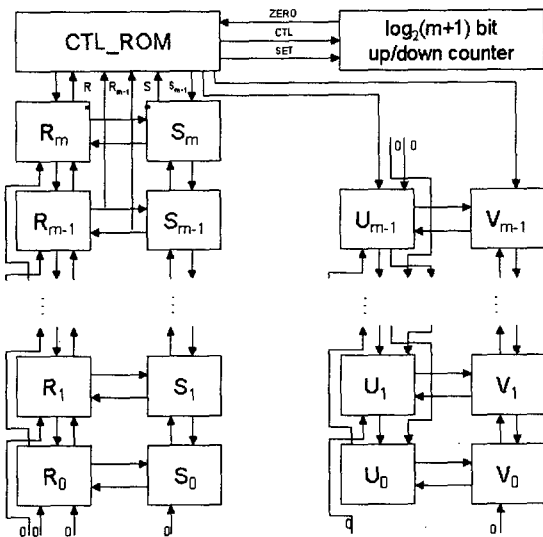 ZERO
CTL_ROM
CTL
SET
log₂(m+1) bit
up/down counter
R
Rₘ₋₁
S
Sₘ₋₁
Rₘ
Sₘ
0 0
Rₘ₋₁
Sₘ₋₁
Uₘ₋₁
Vₘ₋₁
R₁
S₁
U₁
V₁
R₀
S₀
U₀
V₀
0 0 0 0 0 0